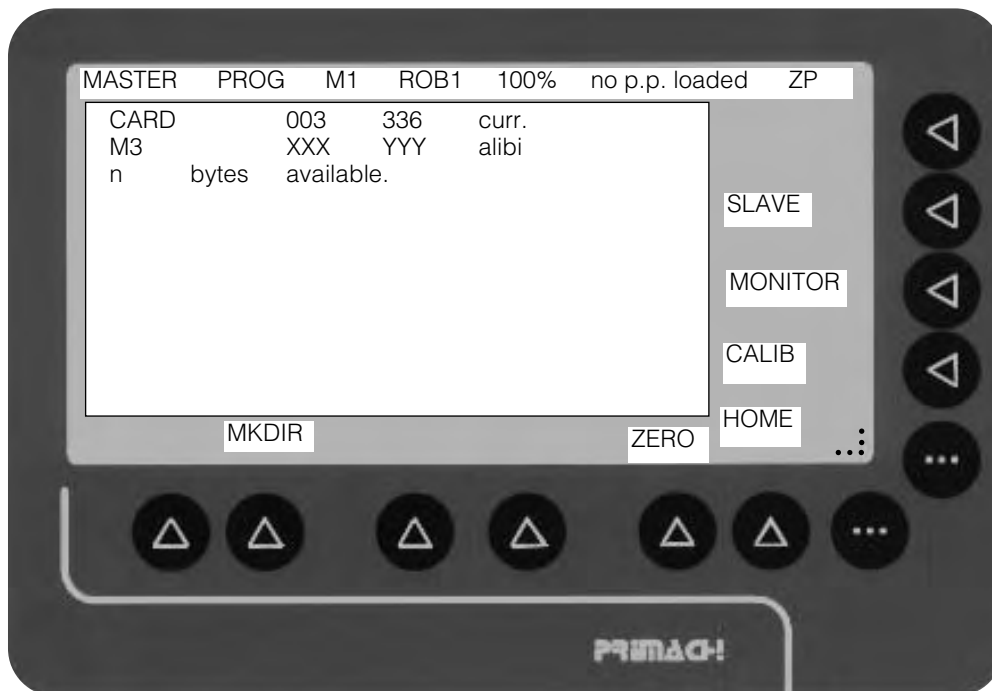 MASTER PROG M1 ROB1 100% no p.p. loaded ZP
CARD 003 336 curr.
M3 XXX YYY alibi
n bytes available.
SLAVE
MONITOR
CALIB
HOME
MKDIR
ZERO
PRIMACH